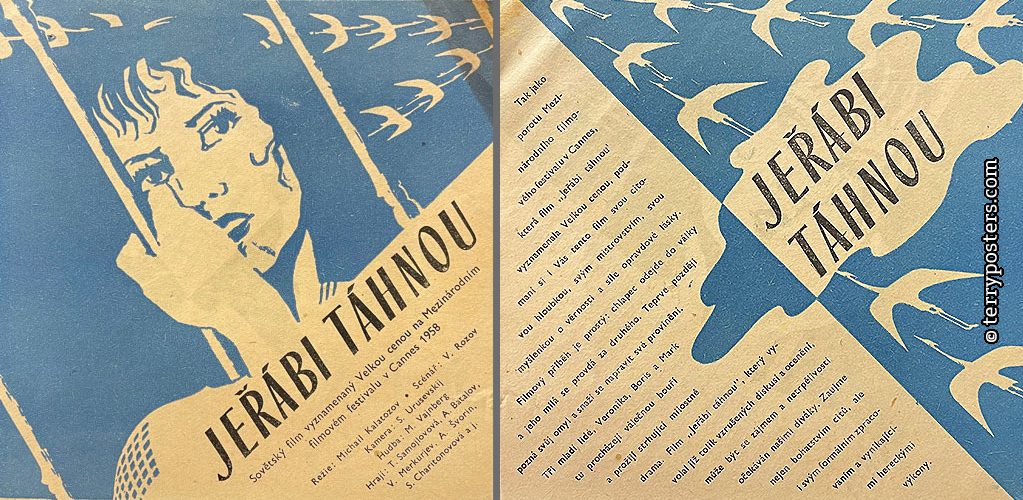 JEŘÁBI TÁHNOU
Sovětský film vyznamenaný Velkou cenou na Mezinárodním
filmovém festivalu v Cannes 1958
Režie: Michail Kalatozov • Scénář: V. Rozov
Kamera: S. Urusevskij
Hudba: M. Vajnberg
Hrají: T. Samojlovová, A. Batalov,
V. Merkurjev, A. Švorin,
S. Charitonovová a j.
JEŘÁBI
TÁHNOU
Tak jako
porotu Mezi-
národního filmo-
vého festivalu v Cannes,
která film „Jeřábi táhnou“
vyznamenala Velkou cenou, pod-
maní si i Vás tento film svou cito-
vou hloubkou, svým mistrovstvím, svou
myšlenkou o věrnosti a síle opravdové lásky.
Filmový příběh je prostý: chlapec odejde do války
a jeho milá se provdá za druhého. Teprve později
pozná svůj omyl a snaží se napravit své provinění.
Tři mladí lidé, Veronika, Boris a Mark
tu procházejí válečnou bouří
a prožijí strhující milostné
drama. Film „Jeřábi táhnou“, který vy-
volal již tolik vzrušených diskusí a ocenění,
může být se zájmem a netrpělivostí
očekáván našimi diváky. Zaujme
nejen bohatstvím citů, ale
i svým formálním zpraco-
váním a vynikající-
mi hereckými
výkony.
© terryposters.com